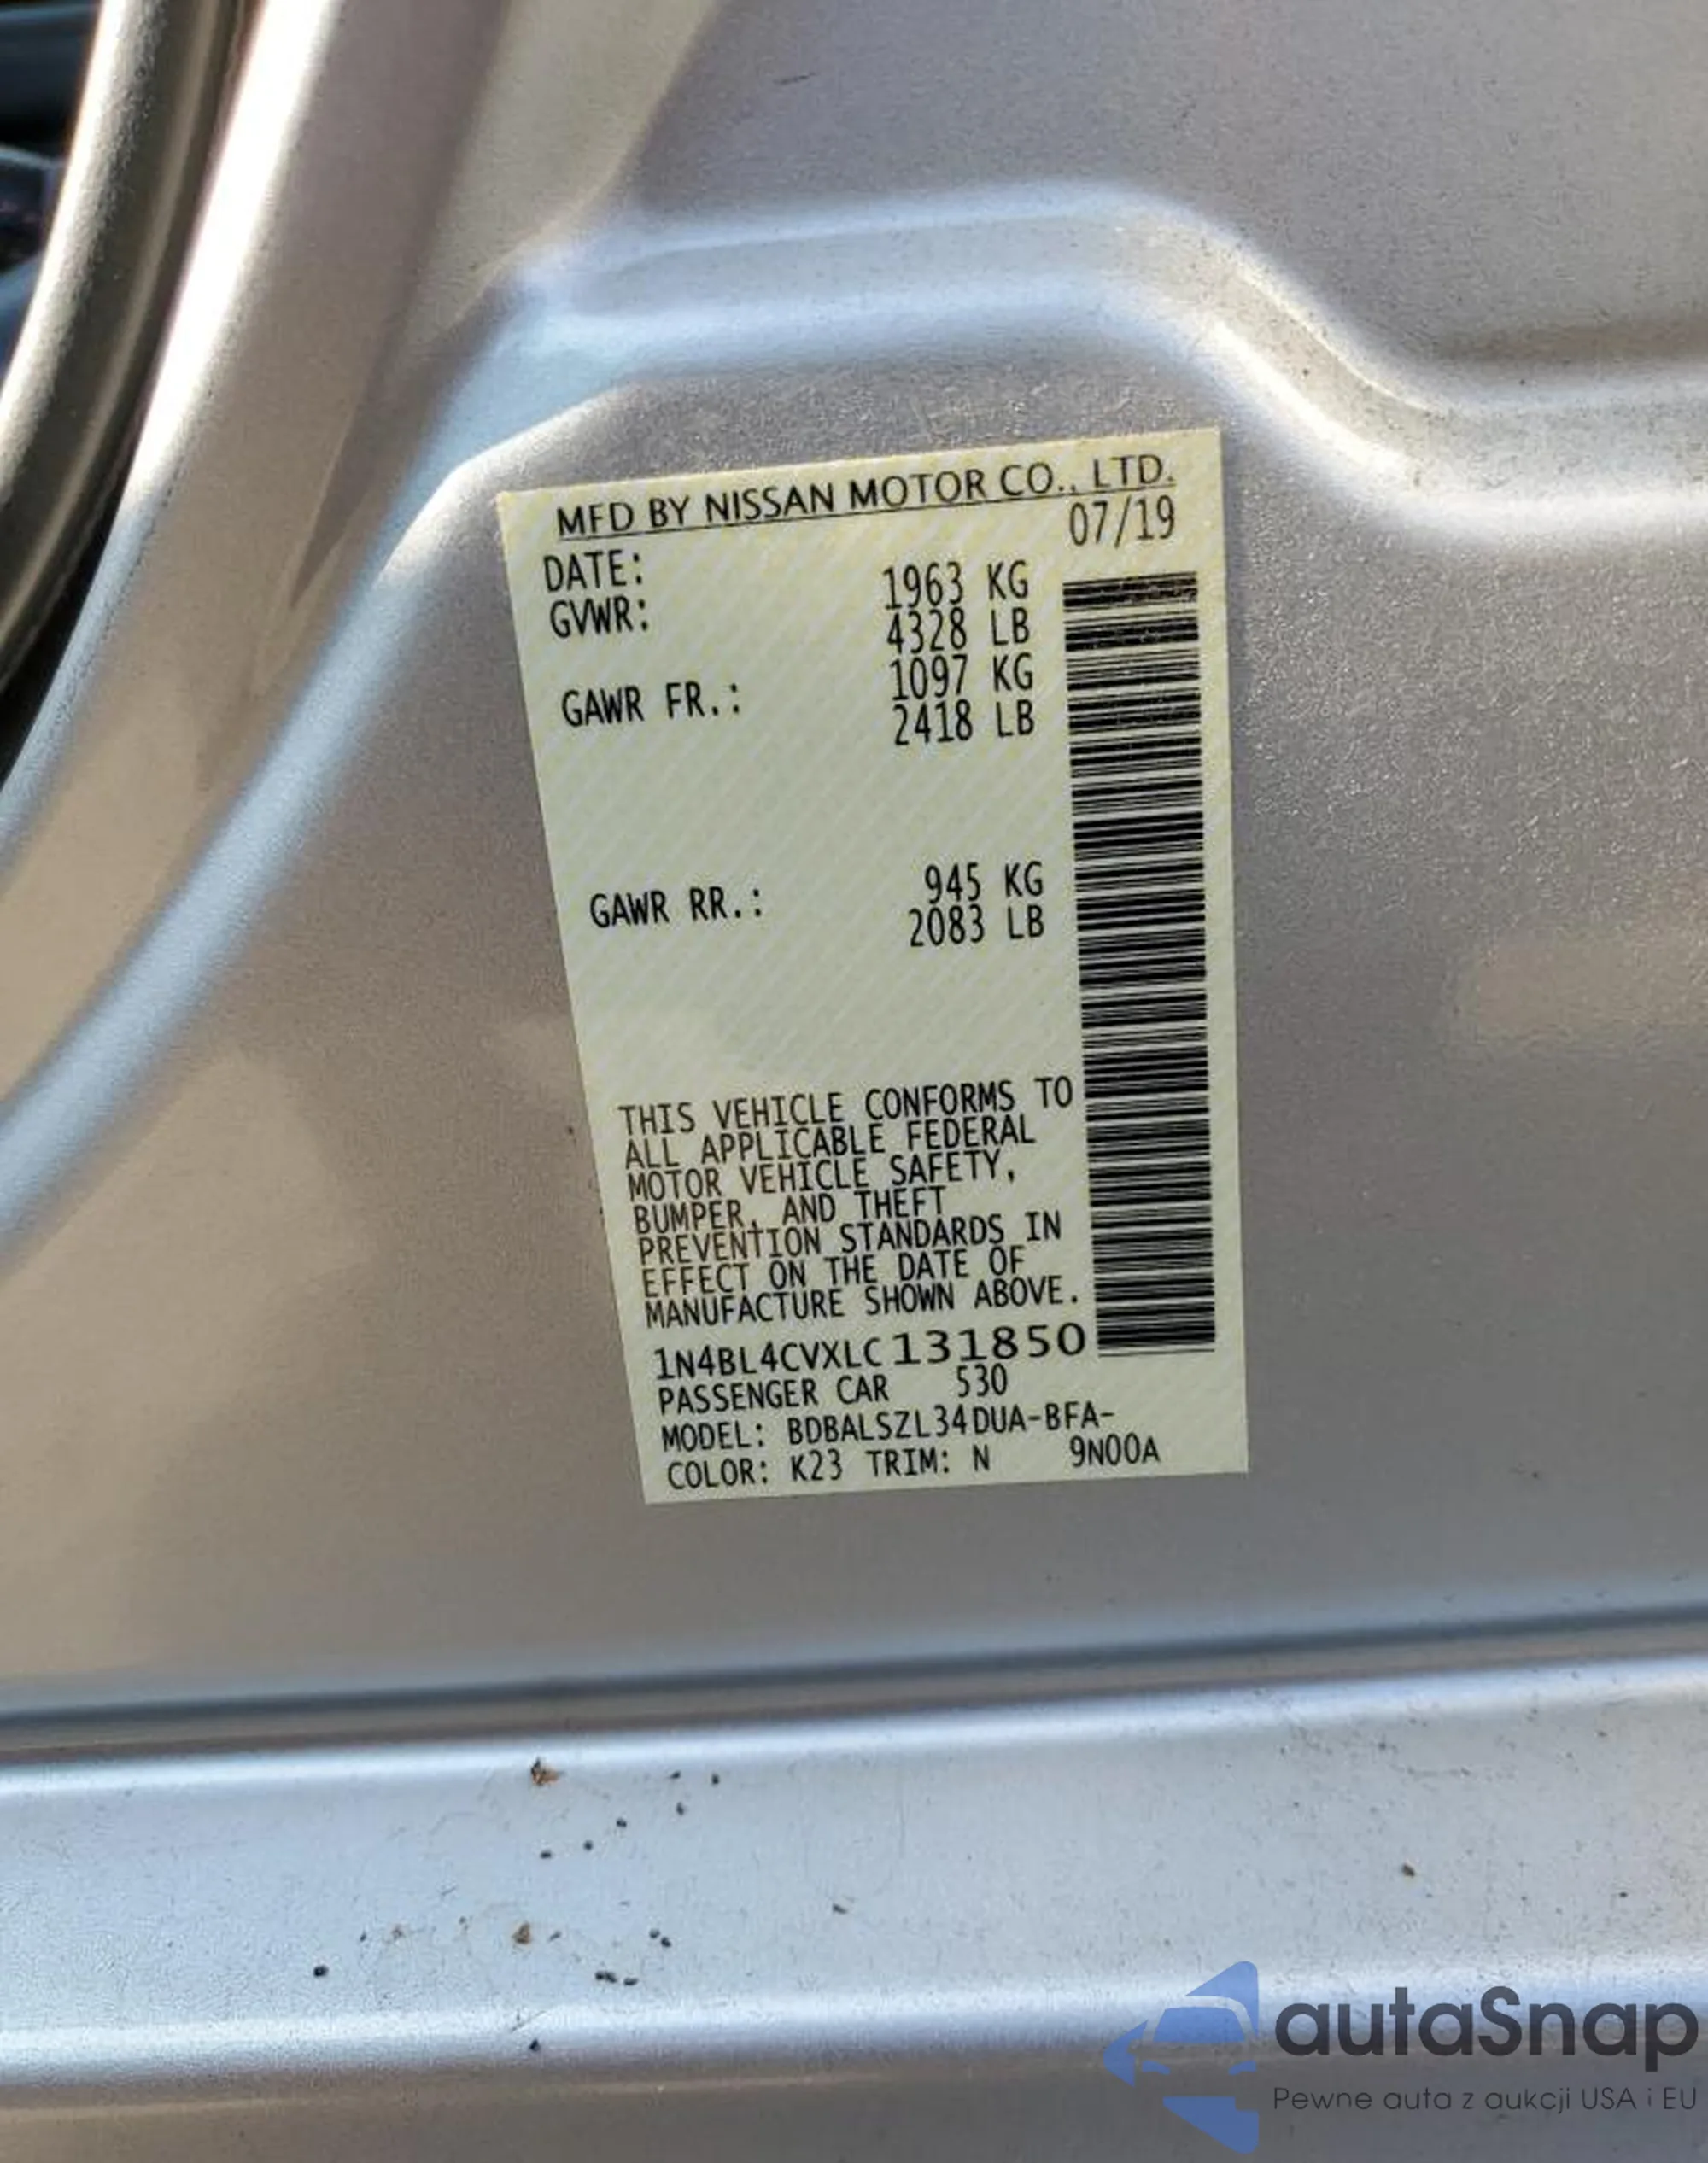 MFD BY NISSAN MOTOR CO., LTD.
DATE: 07/19
GVWR: 1963 KG
4328 LB
GAWR FR.: 1097 KG
2418 LB
GAWR RR.: 945 KG
2083 LB
THIS VEHICLE CONFORMS TO
ALL APPLICABLE FEDERAL
MOTOR VEHICLE SAFETY,
BUMPER, AND THEFT
PREVENTION STANDARDS IN
EFFECT ON THE DATE OF
MANUFACTURE SHOWN ABOVE.
1N4BL4CVXLC131850
PASSENGER CAR 530
MODEL: BDBALSZL34DUA-BFA-
COLOR: K23 TRIM: N 9N00A
autaSnap
Pewne auta z aukcji USA i EU